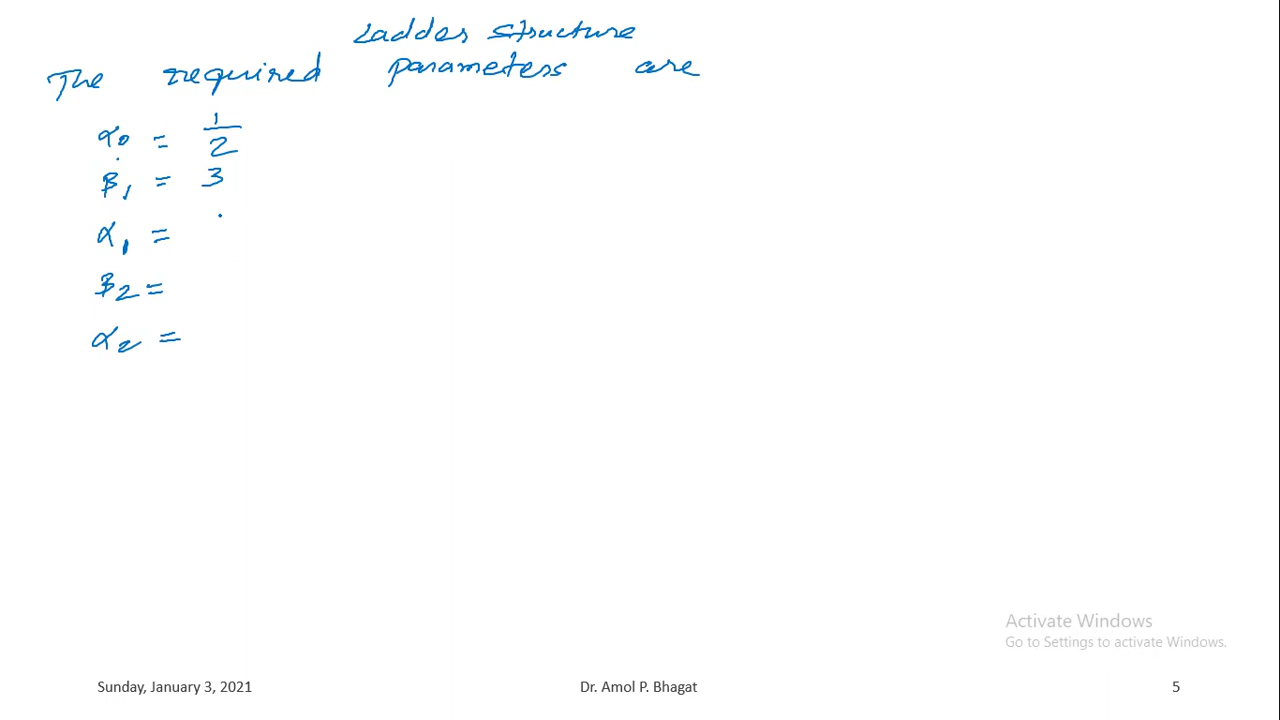 Ladder structure
The required parameters are
α₀ = 1/2
β₁ = 3
α₁ =
β₂ =
α₂ =
Activate Windows
Go to Settings to activate Windows.
Sunday, January 3, 2021 Dr. Amol P. Bhagat 5